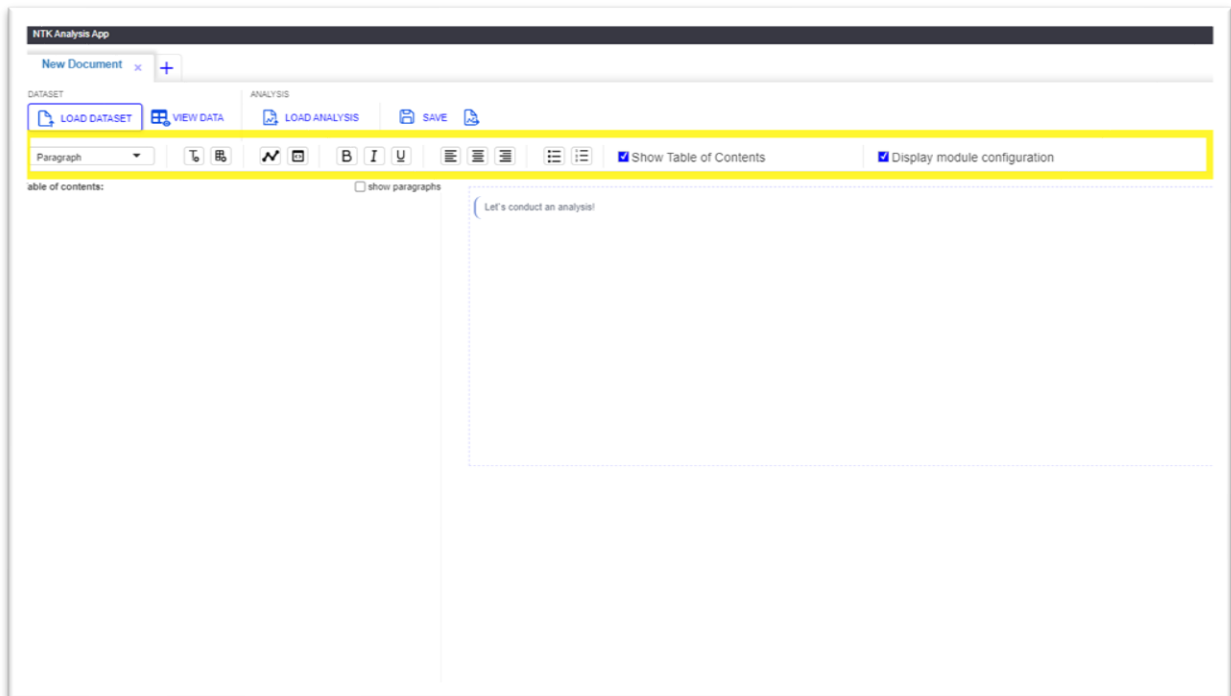 NTK Analysis App
New Document × +
DATASET ANALYSIS
LOAD DATASET VIEW DATA LOAD ANALYSIS SAVE
Paragraph B I U Show Table of Contents Display module configuration
able of contents: show paragraphs
Let's conduct an analysis!